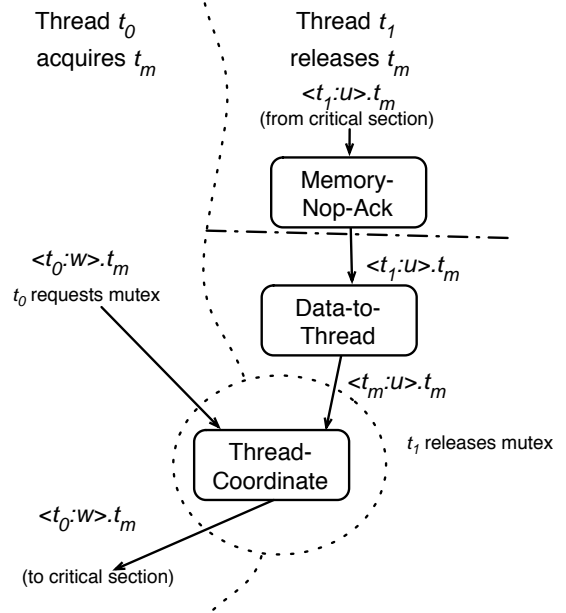 Thread t0
acquires tm
Thread t1
releases tm
<t1:u>.tm
(from critical section)
Memory-
Nop-Ack
<t0:w>.tm
t0 requests mutex
<t1:u>.tm
Data-to-
Thread
<tm:u>.tm
Thread-
Coordinate
t1 releases mutex
<t0:w>.tm
(to critical section)